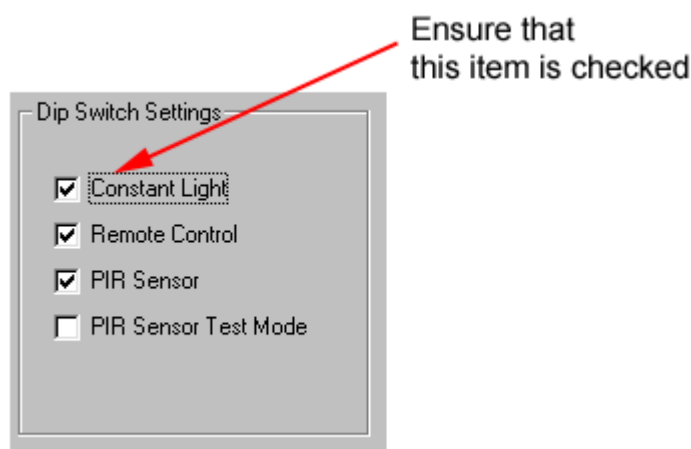 Ensure that
this item is checked
Dip Switch Settings
Constant Light
Remote Control
PIR Sensor
PIR Sensor Test Mode